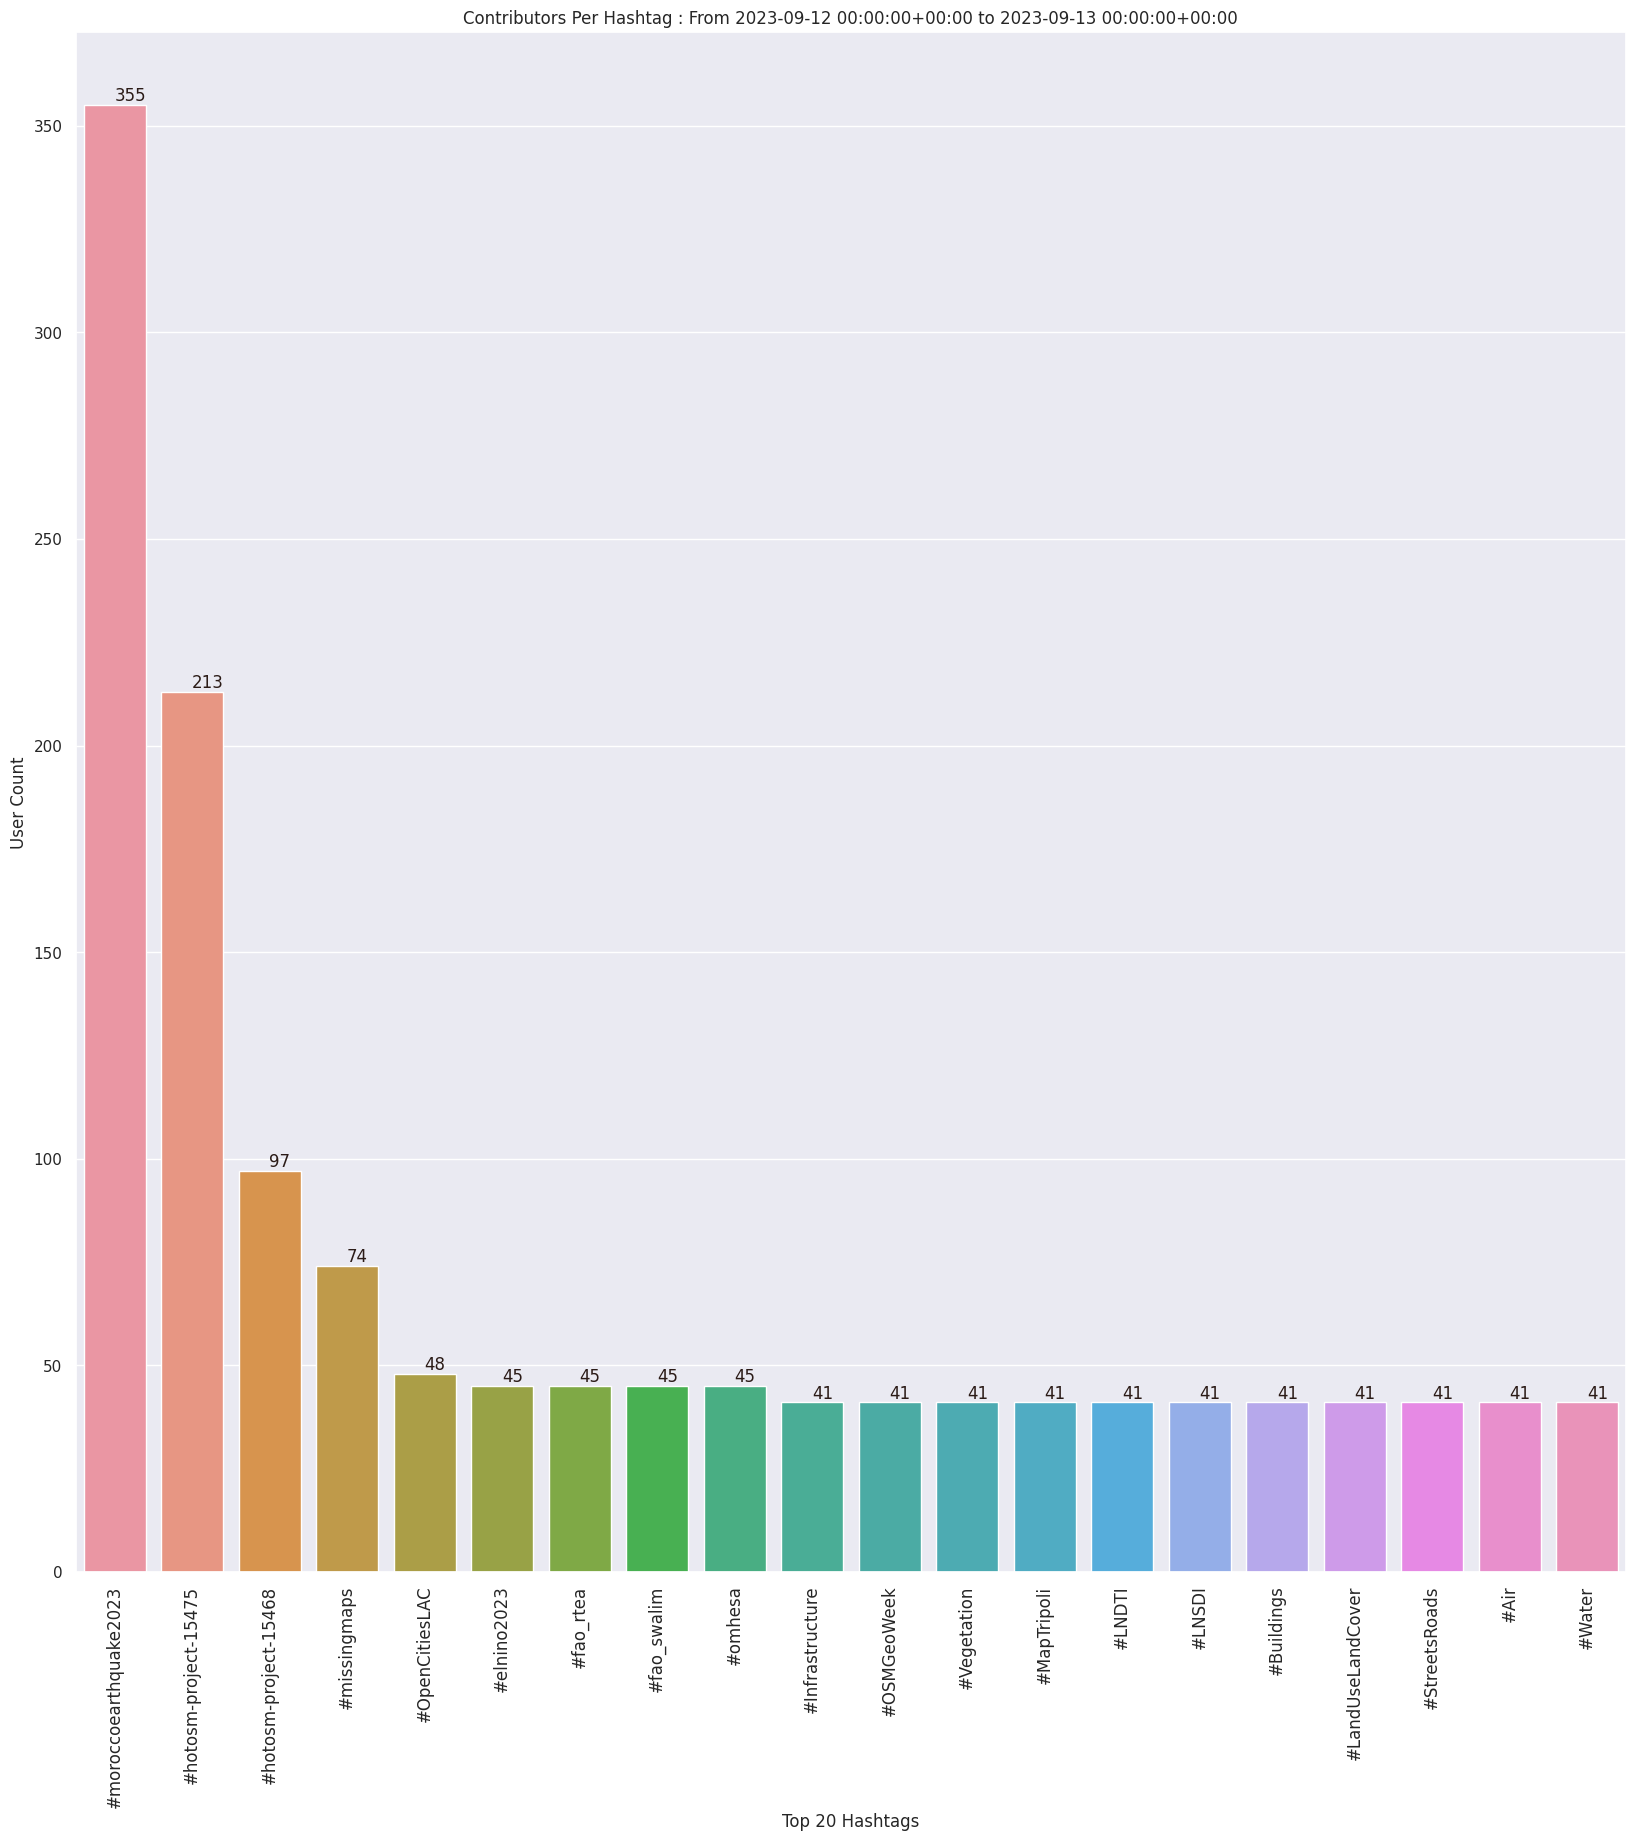 Contributors Per Hashtag : From 2023-09-12 00:00:00+00:00 to 2023-09-13 00:00:00+00:00
User Count
350
300
250
200
150
100
50
0
355
213
97
74
48
45
45
45
45
41
41
41
41
41
41
41
41
41
41
41
#moroccoearthquake2023
#hotosm-project-15475
#hotosm-project-15468
#missingmaps
#OpenCitiesLAC
#elnino2023
#fao_rtea
#fao_swalim
#omhesa
#Infrastructure
#OSMGeoWeek
#Vegetation
#MapTripoli
#LNDTI
#LNSDI
#Buildings
#LandUseLandCover
#StreetsRoads
#Air
#Water
Top 20 Hashtags